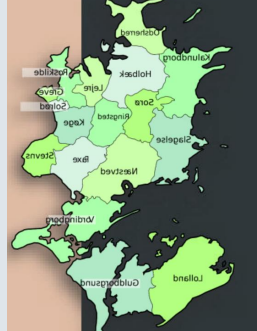 Odsherred
Kalundborg
Holbæk
Roskilde
Lejre
Greve
Sorø
Solrød
Ringsted
Køge
Slagelse
Stevns
Faxe
Næstved
Vordingborg
Guldborgsund
Lolland